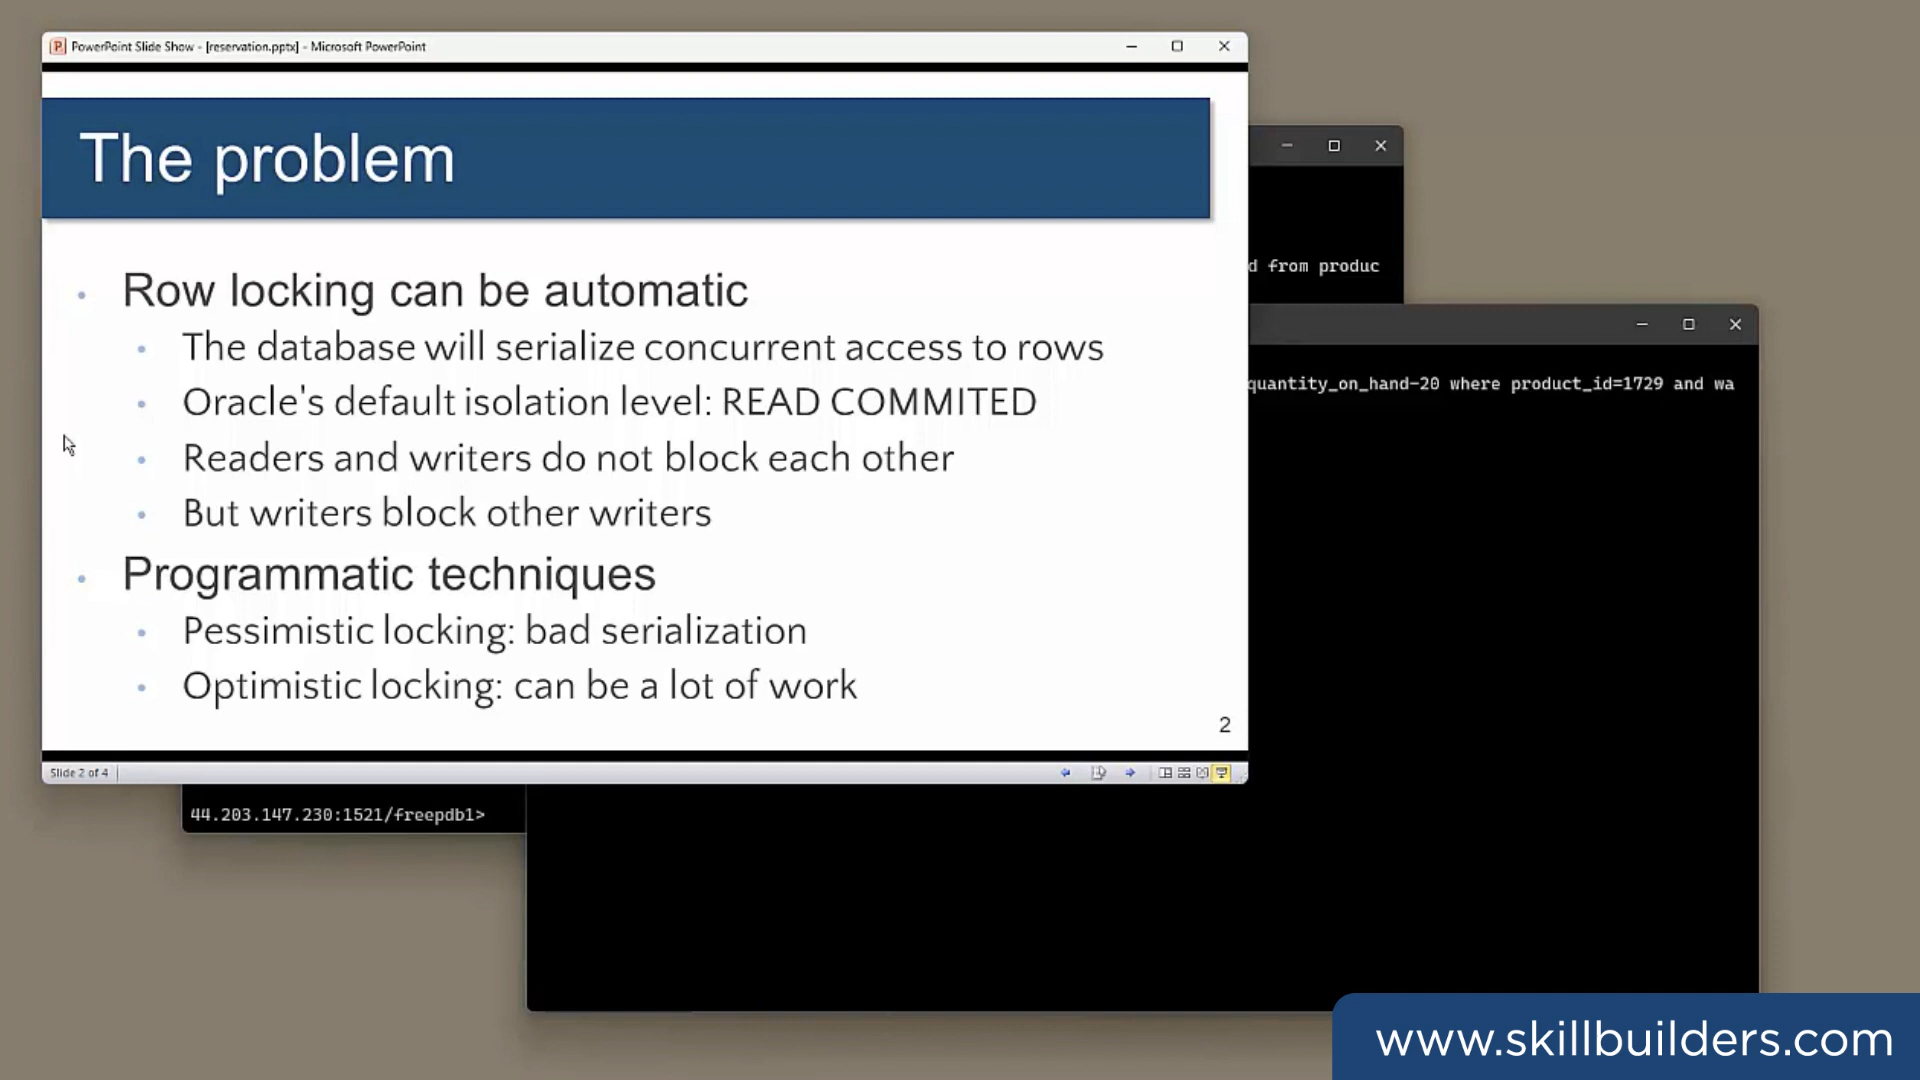 PowerPoint Slide Show - [reservation.pptx] - Microsoft PowerPoint
The problem
Row locking can be automatic
The database will serialize concurrent access to rows
Oracle's default isolation level: READ COMMITED
Readers and writers do not block each other
But writers block other writers
Programmatic techniques
Pessimistic locking: bad serialization
Optimistic locking: can be a lot of work
2
Slide 2 of 4
d from produc
quantity_on_hand-20 where product_id=1729 and wa
44.203.147.230:1521/freepdb1>
www.skillbuilders.com